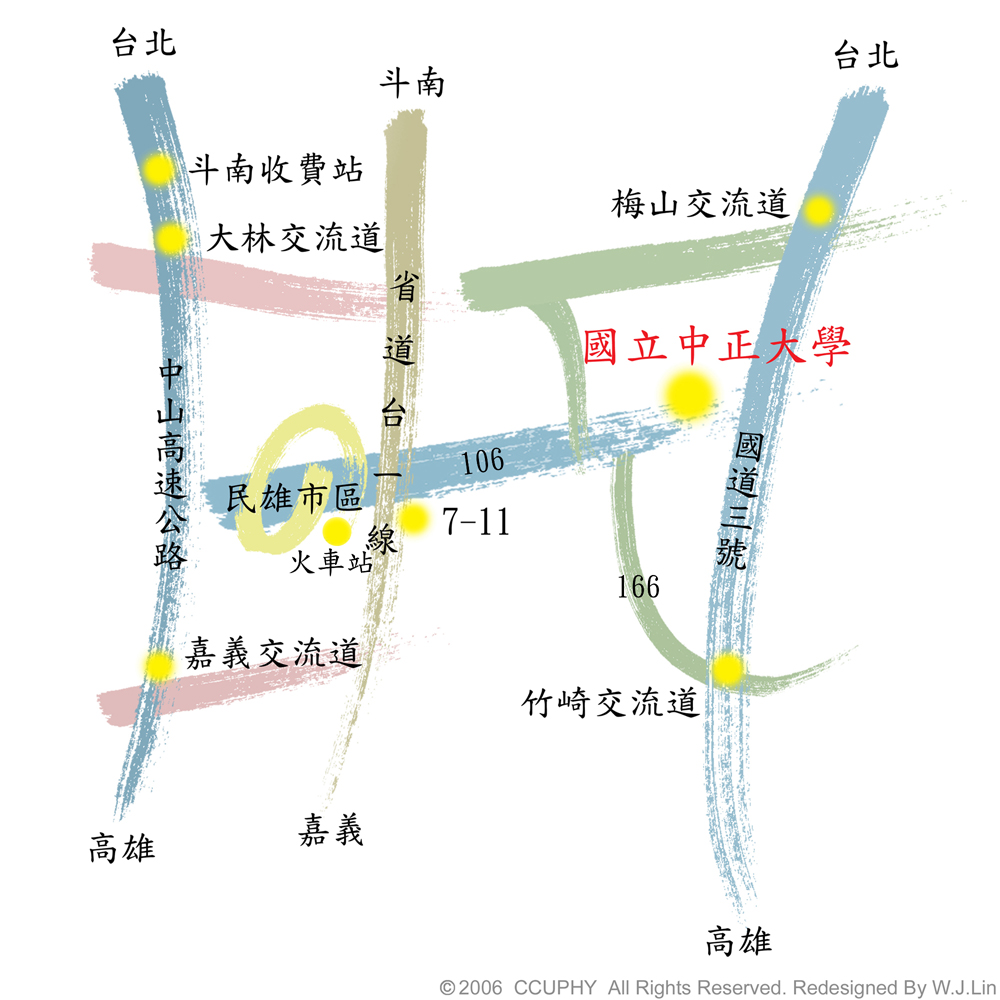 台北
斗南
台北
斗南收費站
梅山交流道
大林交流道
省道台一線
國立中正大學
中山高速公路
106
國道三號
民雄市區
7-11
火車站
166
嘉義交流道
竹崎交流道
高雄
嘉義
高雄
©2006 CCUPHY All Rights Reserved. Redesigned By W.J.Lin